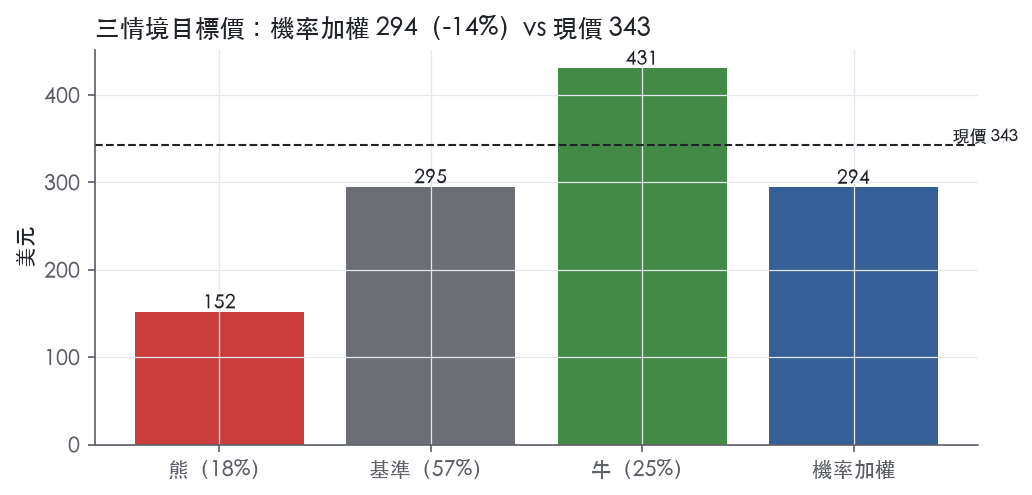 三情境目標價：機率加權 294（-14%）vs 現價 343
美元
400
300
200
100
0
431
現價 343
295
294
152
熊（18%）
基準（57%）
牛（25%）
機率加權